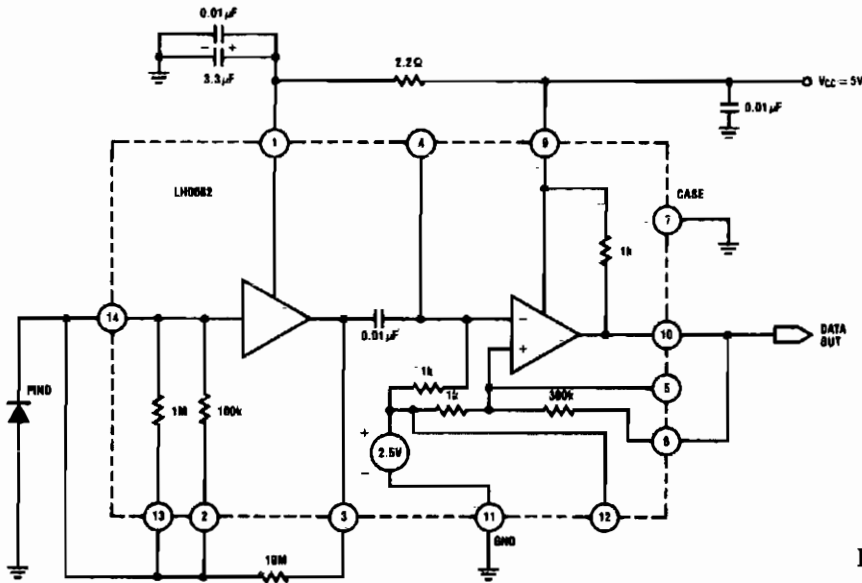 0.01µF
- +
3.3µF
2.2Ω
VCC = 5V
0.01µF
1
4
9
LH0082
CASE
7
1k
14
0.01µF
-
+
10
DATA
OUT
PIND
1M
100k
1k
1k
300k
5
6
+
2.5V
-
13
2
3
11
GND
12
10M